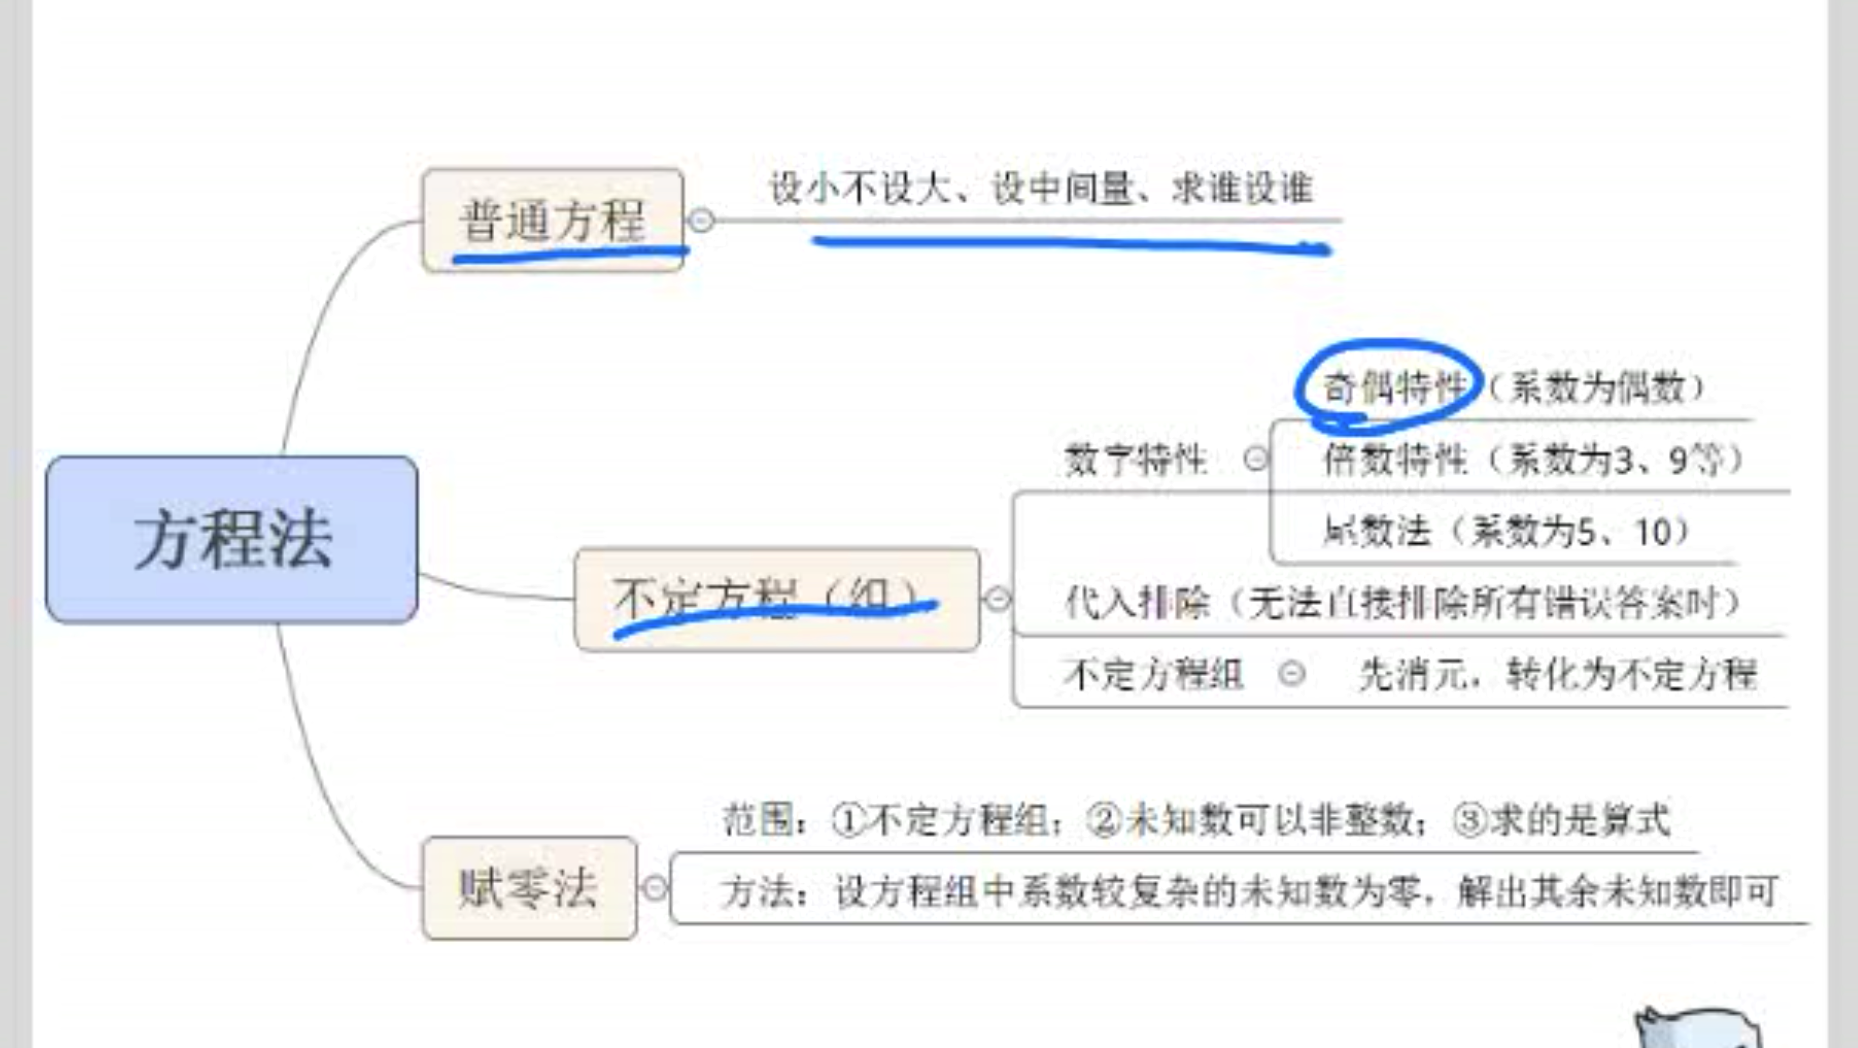 设小不设大、设中间量、求谁设谁
普通方程
奇偶特性（系数为偶数）
数字特性
倍数特性（系数为3、9等）
尾数法（系数为5、10）
方程法
不定方程（组）
代入排除（无法直接排除所有错误答案时）
不定方程组
先消元，转化为不定方程
范围：①不定方程组；②未知数可以非整数；③求的是算式
赋零法
方法：设方程组中系数较复杂的未知数为零，解出其余未知数即可